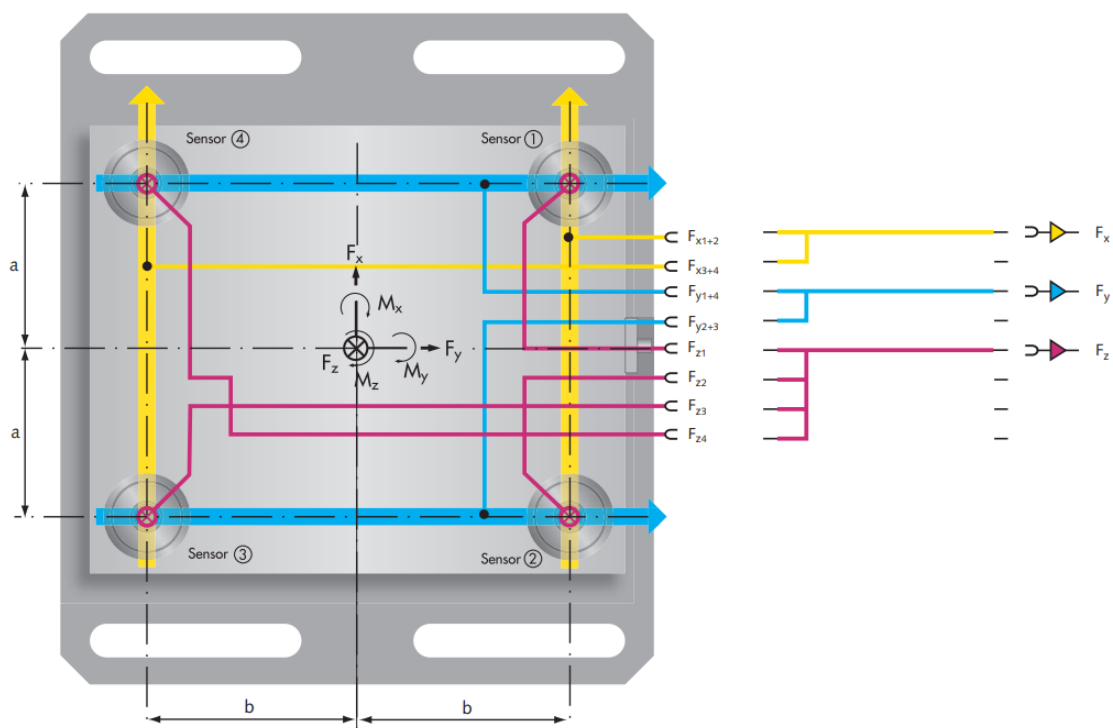 Sensor ④
Sensor ①
a
a
Fx
Mx
Fz
Mz
My
Fy
Sensor ③
Sensor ②
b
b
Fx1+2
Fx3+4
Fy1+4
Fy2+3
Fz1
Fz2
Fz3
Fz4
Fx
Fy
Fz